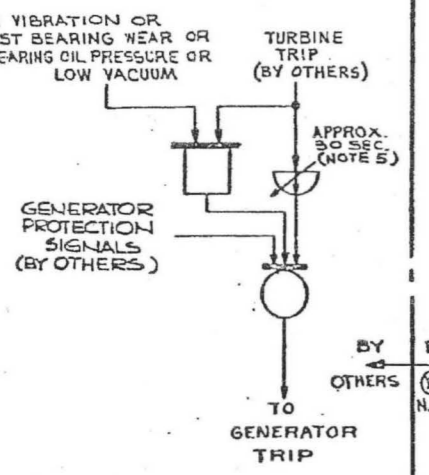 VIBRATION OR
ST BEARING WEAR OR
EARING OIL PRESSURE OR
LOW VACUUM
TURBINE
TRIP
(BY OTHERS)
APPROX.
30 SEC.
(NOTE 5)
GENERATOR
PROTECTION
SIGNALS
(BY OTHERS)
BY
OTHERS
TO
GENERATOR
TRIP